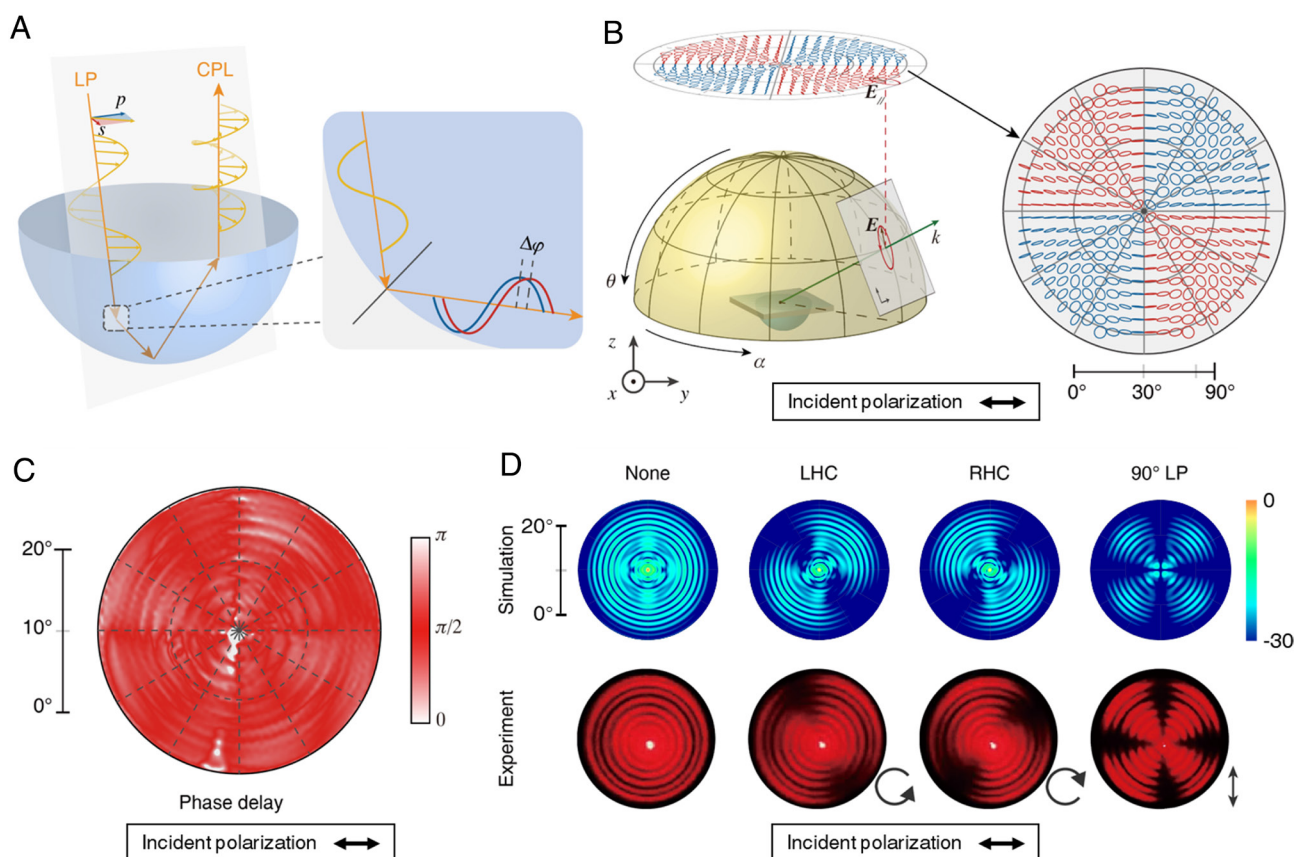 A
LP
CPL
p
s
Δφ
B
E//
E
k
θ
α
z
x
y
0°
30°
90°
Incident polarization
C
20°
10°
0°
π
π/2
0
Phase delay
Incident polarization
D
None
LHC
RHC
90° LP
Simulation
20°
0°
0
-30
Experiment
Incident polarization